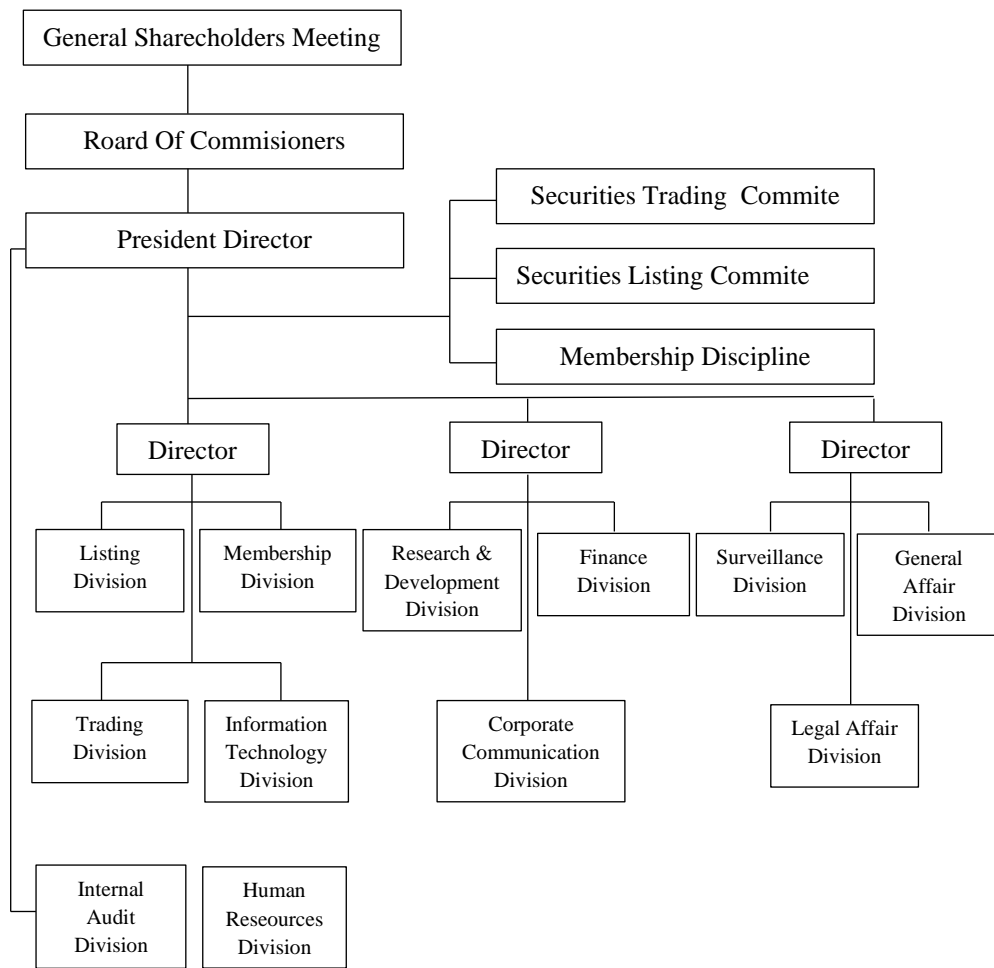 General Sharecholders Meeting
Roard Of Commisioners
President Director
Securities Trading Commite
Securities Listing Commite
Membership Discipline
Director
Director
Director
Listing
Division
Membership
Division
Research &
Development
Division
Finance
Division
Surveillance
Division
General
Affair
Division
Trading
Division
Information
Technology
Division
Corporate
Communication
Division
Legal Affair
Division
Internal
Audit
Division
Human
Reseources
Division